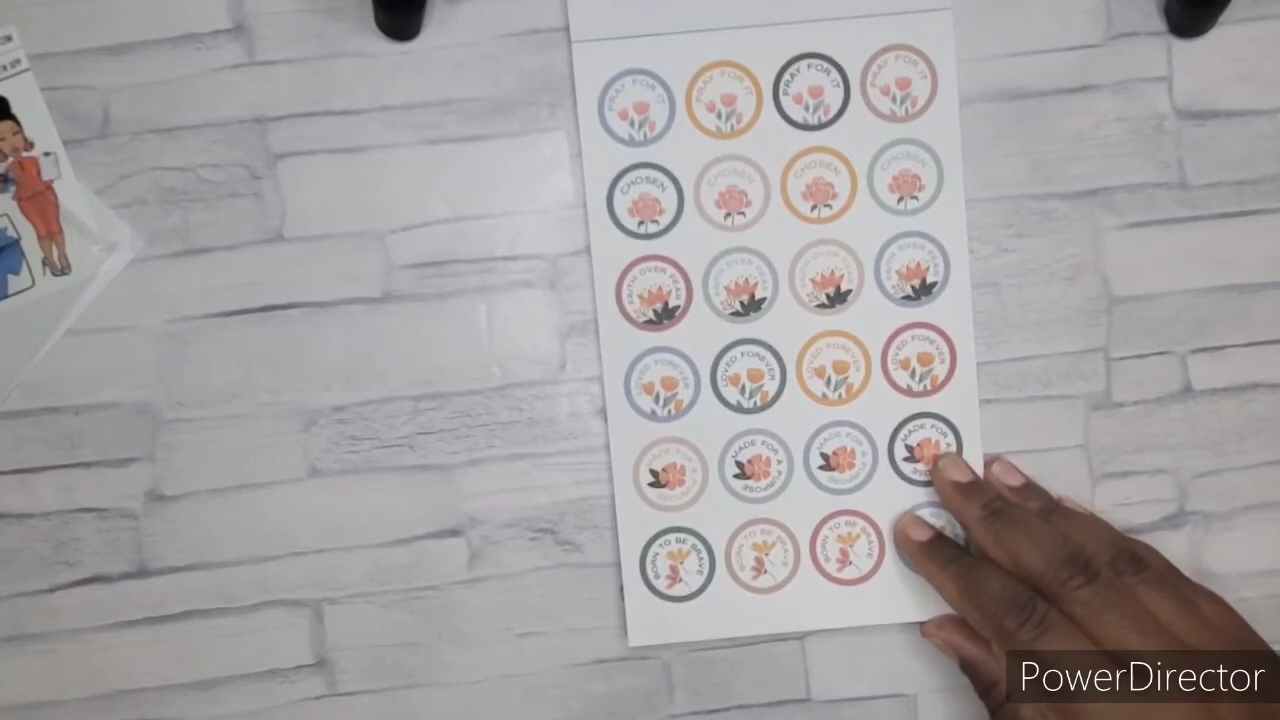 PRAY FOR IT PRAY FOR IT PRAY FOR IT PRAY FOR IT
CHOSEN CHOSEN CHOSEN CHOSEN
FAITH OVER FEAR FAITH OVER FEAR FAITH OVER FEAR FAITH OVER FEAR
LOVED FOREVER LOVED FOREVER LOVED FOREVER LOVED FOREVER
MADE FOR A PURPOSE MADE FOR A PURPOSE MADE FOR A PURPOSE MADE FOR A
BORN TO BE BRAVE BORN TO BE BRAVE BORN TO BE BRAVE
PowerDirector